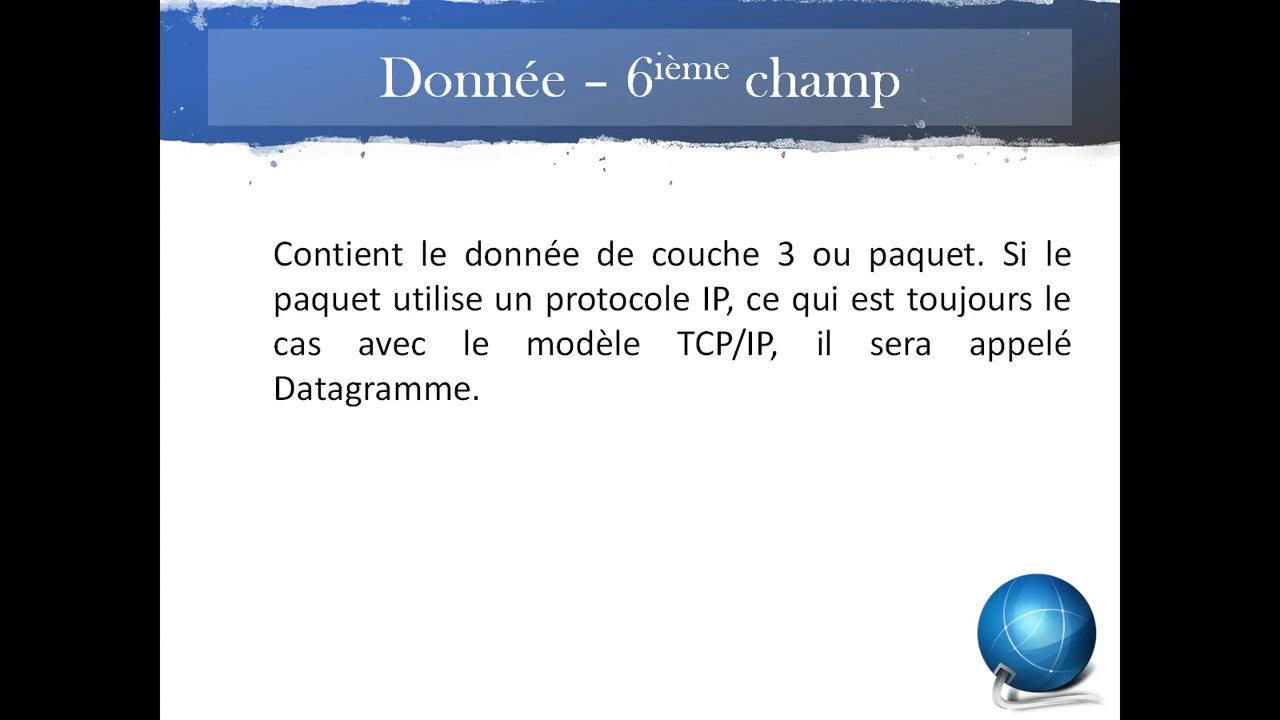 Donnée – 6ième champ
Contient le donnée de couche 3 ou paquet. Si le
paquet utilise un protocole IP, ce qui est toujours le
cas avec le modèle TCP/IP, il sera appelé
Datagramme.